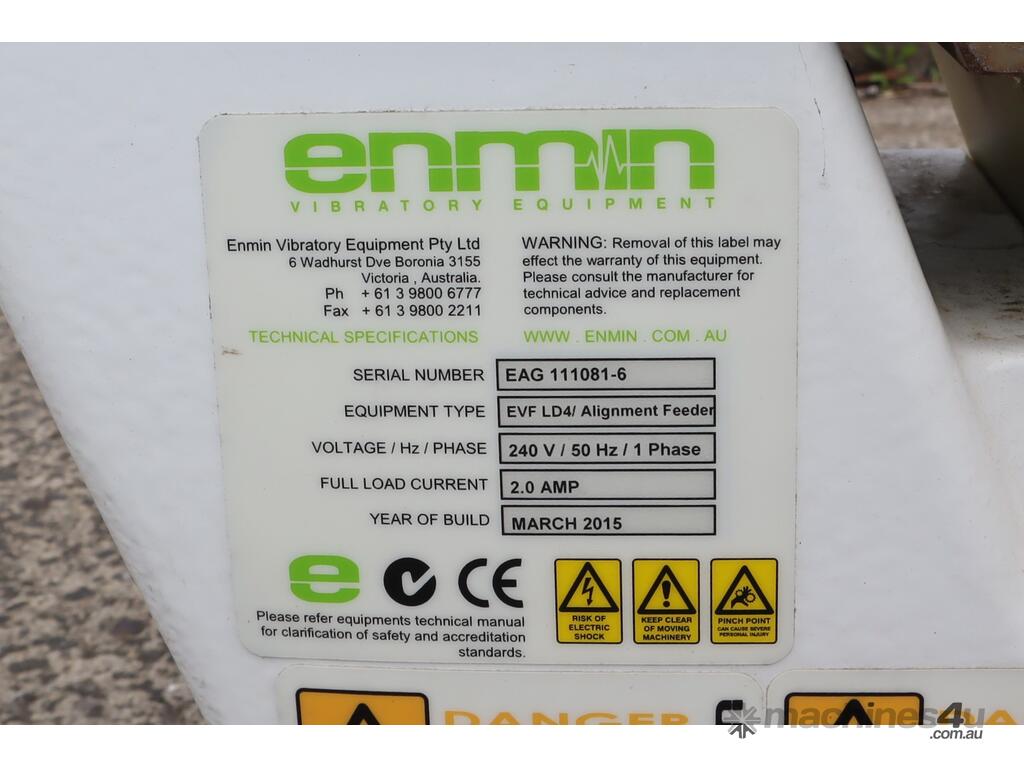 enmin
VIBRATORY EQUIPMENT
Enmin Vibratory Equipment Pty Ltd
6 Wadhurst Dve Boronia 3155
Victoria , Australia.
Ph + 61 3 9800 6777
Fax + 61 3 9800 2211
WARNING: Removal of this label may
effect the warranty of this equipment.
Please consult the manufacturer for
technical advice and replacement
components.
TECHNICAL SPECIFICATIONS
WWW . ENMIN . COM . AU
SERIAL NUMBER EAG 111081-6
EQUIPMENT TYPE EVF LD4/ Alignment Feeder
VOLTAGE / Hz / PHASE 240 V / 50 Hz / 1 Phase
FULL LOAD CURRENT 2.0 AMP
YEAR OF BUILD MARCH 2015
e
CE
Please refer equipments technical manual
for clarification of safety and accreditation
standards.
RISK OF
ELECTRIC
SHOCK
KEEP CLEAR
OF MOVING
MACHINERY
PINCH POINT
CAN CAUSE SEVERE
PERSONAL INJURY
DANGER
machines4u
.com.au